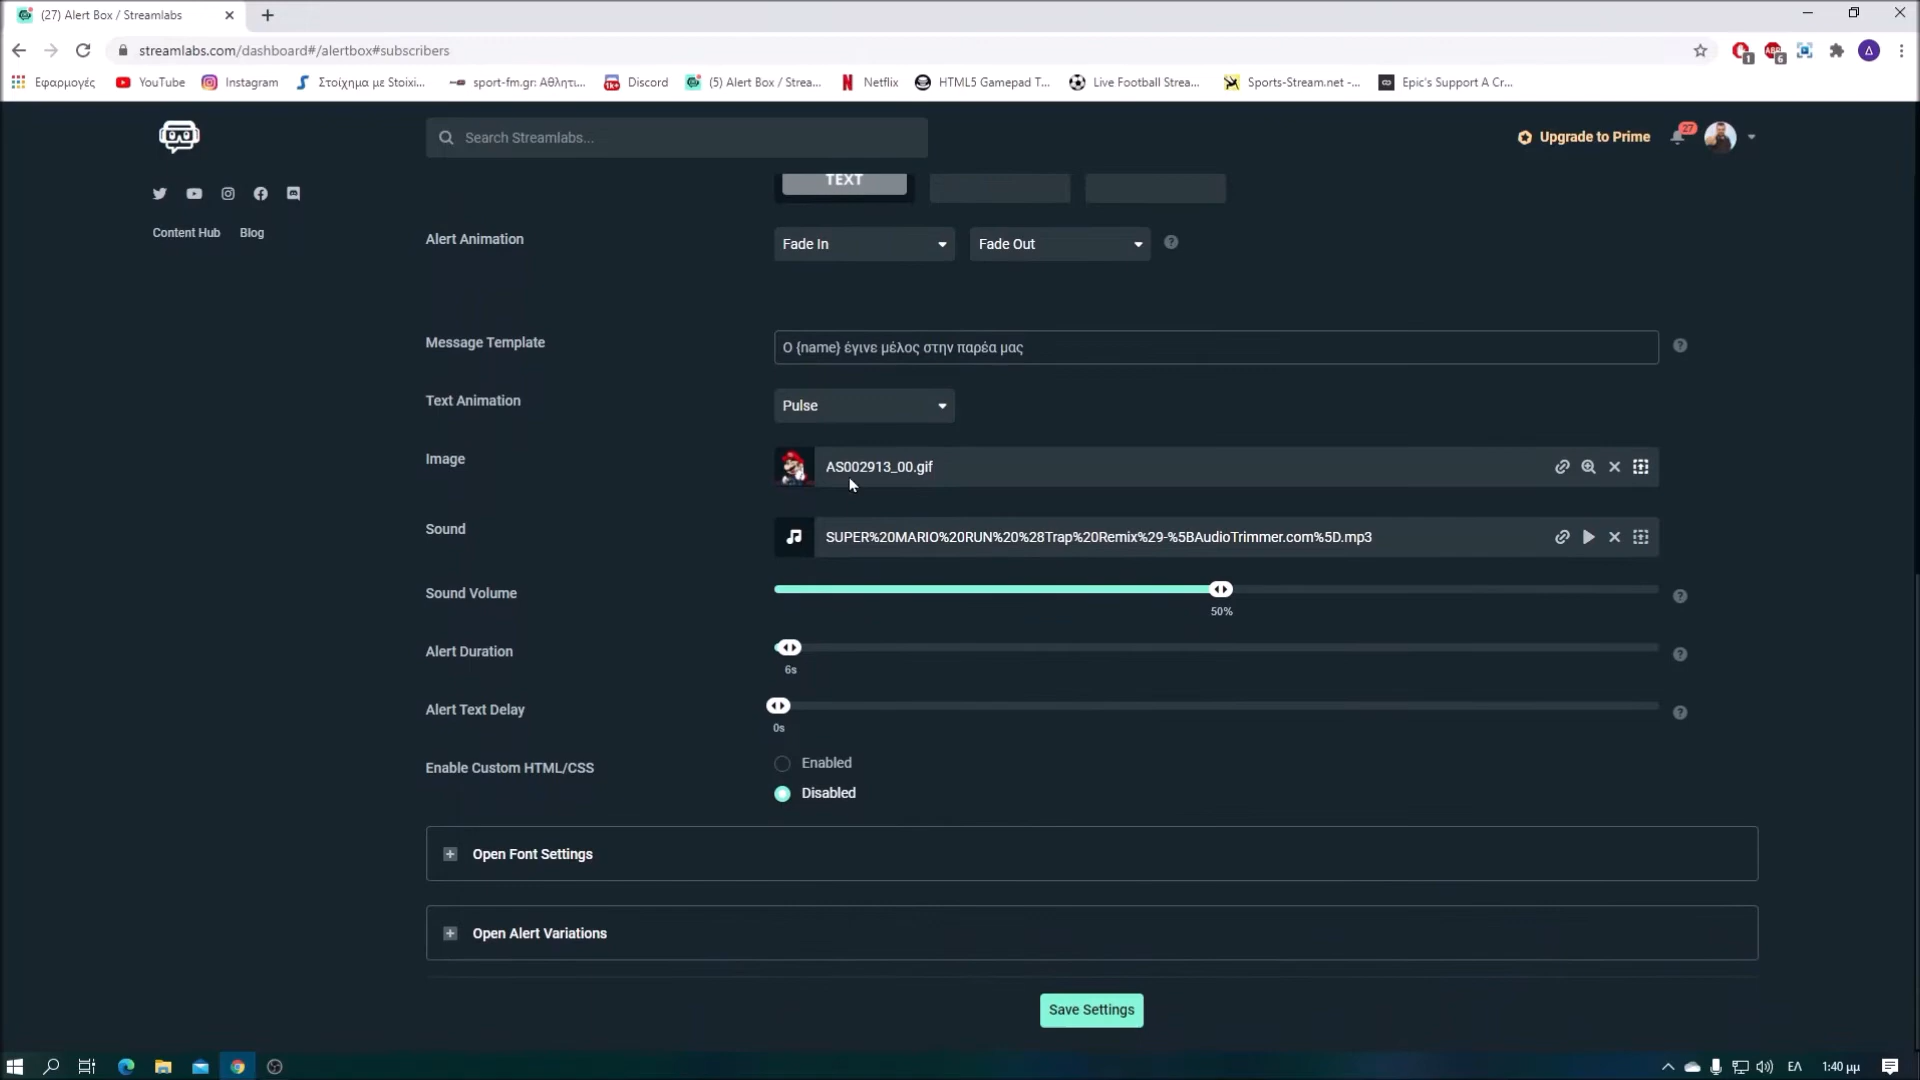 (27) Alert Box / Streamlabs
streamlabs.com/dashboard#/alertbox#subscribers
1
6
Δ
Εφαρμογές
YouTube
Instagram
Στοίχημα με Stoixi...
sport-fm.gr: Αθλητι...
1K+
Discord
(5) Alert Box / Strea...
Netflix
HTML5 Gamepad T...
Live Football Strea...
Sports-Stream.net -...
Epic's Support A Cr...
Search Streamlabs...
Upgrade to Prime
27
Content Hub
Blog
TEXT
Alert Animation
Fade In
Fade Out
Message Template
Ο {name} έγινε μέλος στην παρέα μας
Text Animation
Pulse
Image
AS002913_00.gif
Sound
SUPER%20MARIO%20RUN%20%28Trap%20Remix%29-%5BAudioTrimmer.com%5D.mp3
Sound Volume
50%
Alert Duration
6s
Alert Text Delay
0s
Enable Custom HTML/CSS
Enabled
Disabled
Open Font Settings
Open Alert Variations
Save Settings
ΕΛ
1:40 μμ